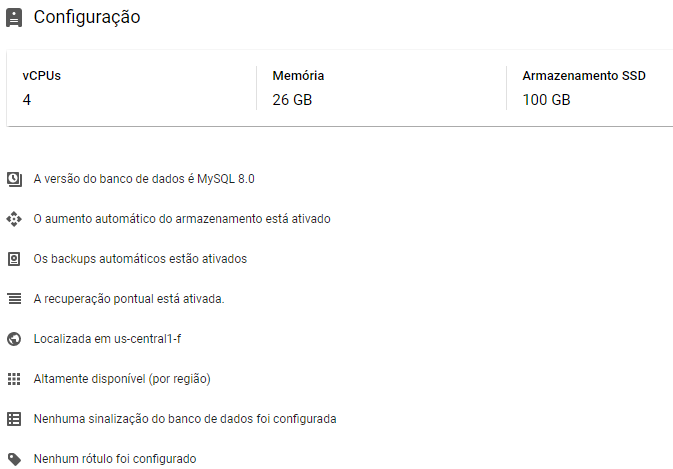 Configuração
vCPUs
4
Memória
26 GB
Armazenamento SSD
100 GB
A versão do banco de dados é MySQL 8.0
O aumento automático do armazenamento está ativado
Os backups automáticos estão ativados
A recuperação pontual está ativada.
Localizada em us-central1-f
Altamente disponível (por região)
Nenhuma sinalização do banco de dados foi configurada
Nenhum rótulo foi configurado